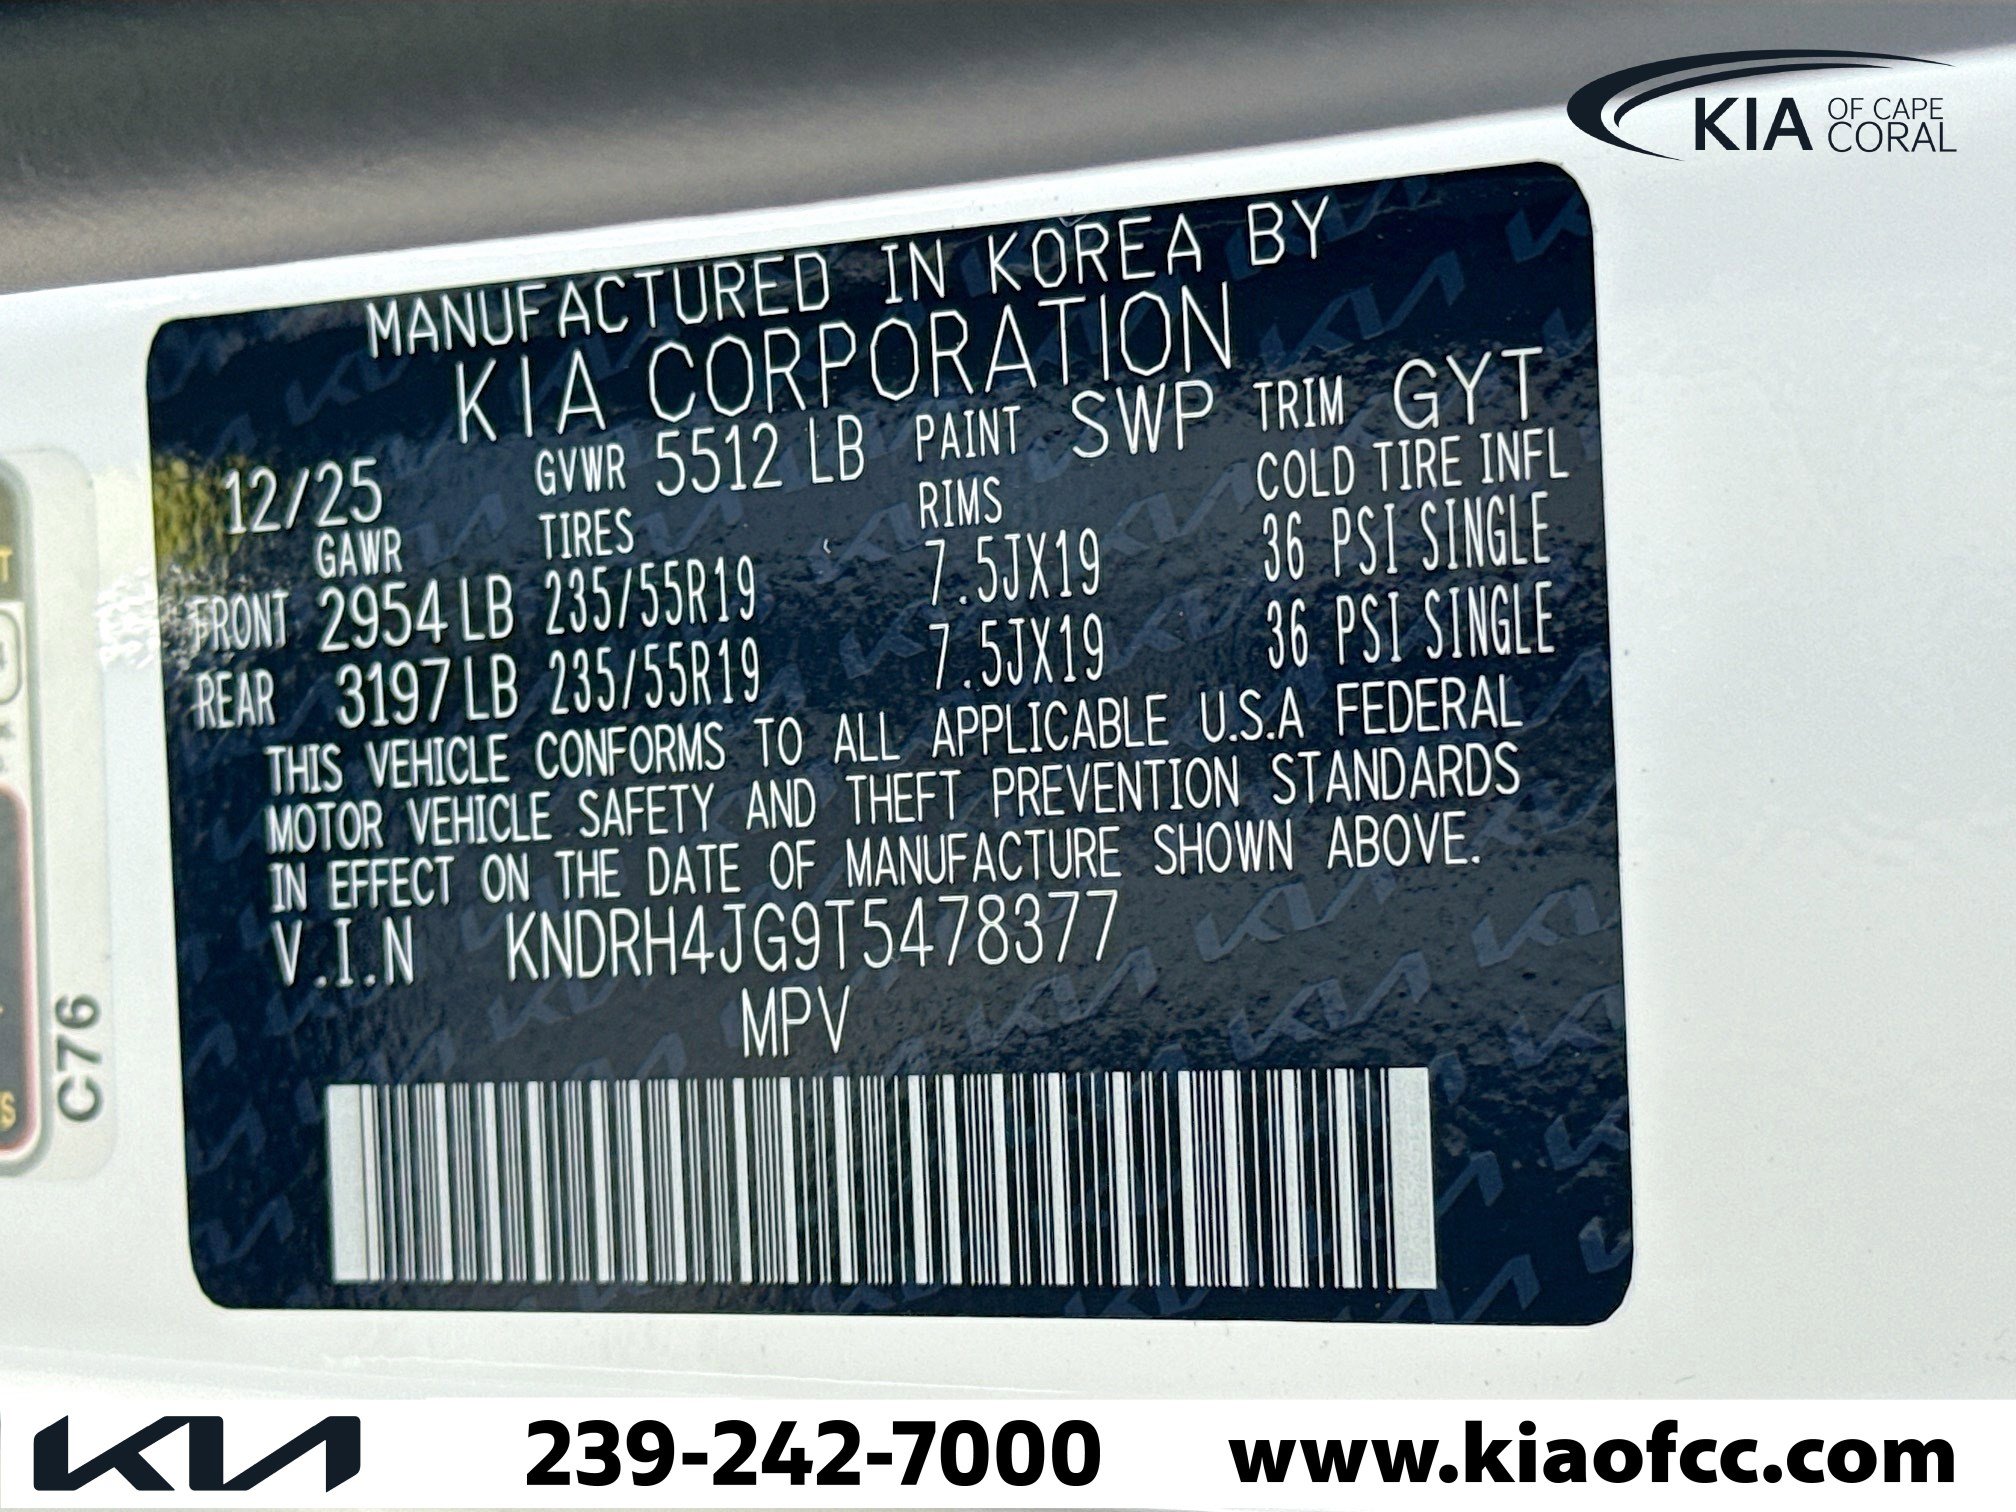 KIA OF CAPE CORAL
MANUFACTURED IN KOREA BY
KIA CORPORATION
12/25 GVWR 5512 LB PAINT SWP TRIM GYT
GAWR TIRES RIMS COLD TIRE INFL
FRONT 2954 LB 235/55R19 7.5JX19 36 PSI SINGLE
REAR 3197 LB 235/55R19 7.5JX19 36 PSI SINGLE
THIS VEHICLE CONFORMS TO ALL APPLICABLE U.S.A FEDERAL
MOTOR VEHICLE SAFETY AND THEFT PREVENTION STANDARDS
IN EFFECT ON THE DATE OF MANUFACTURE SHOWN ABOVE.
V.I.N KNDRH4JG9T5478377
MPV
C76
KIA 239-242-7000 www.kiaofcc.com